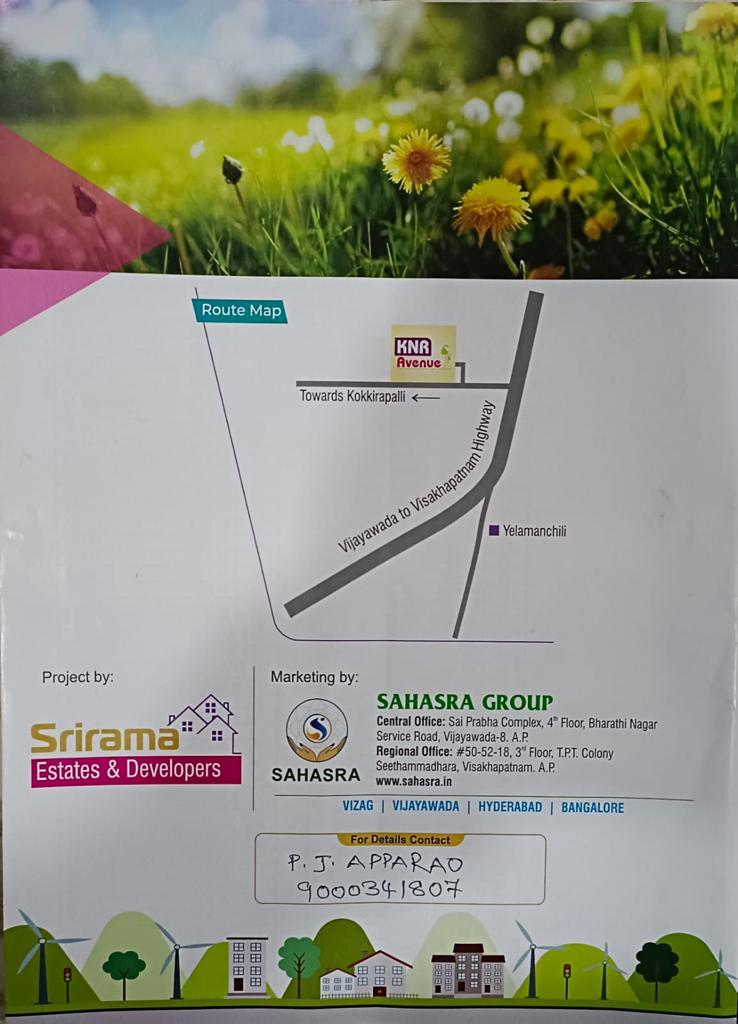 Route Map
KNR
Avenue
Towards Kokkirapalli
Vijayawada to Visakhapatnam Highway
Yelamanchili
Project by:
Srirama
Estates & Developers
Marketing by:
SAHASRA
SAHASRA GROUP
Central Office: Sai Prabha Complex, 4th Floor, Bharathi Nagar
Service Road, Vijayawada-8. A.P.
Regional Office: #50-52-18, 3rd Floor, T.P.T. Colony
Seethammadhara, Visakhapatnam. A.P.
www.sahasra.in
VIZAG | VIJAYAWADA | HYDERABAD | BANGALORE
For Details Contact
P. J. APPARAO
9000341807